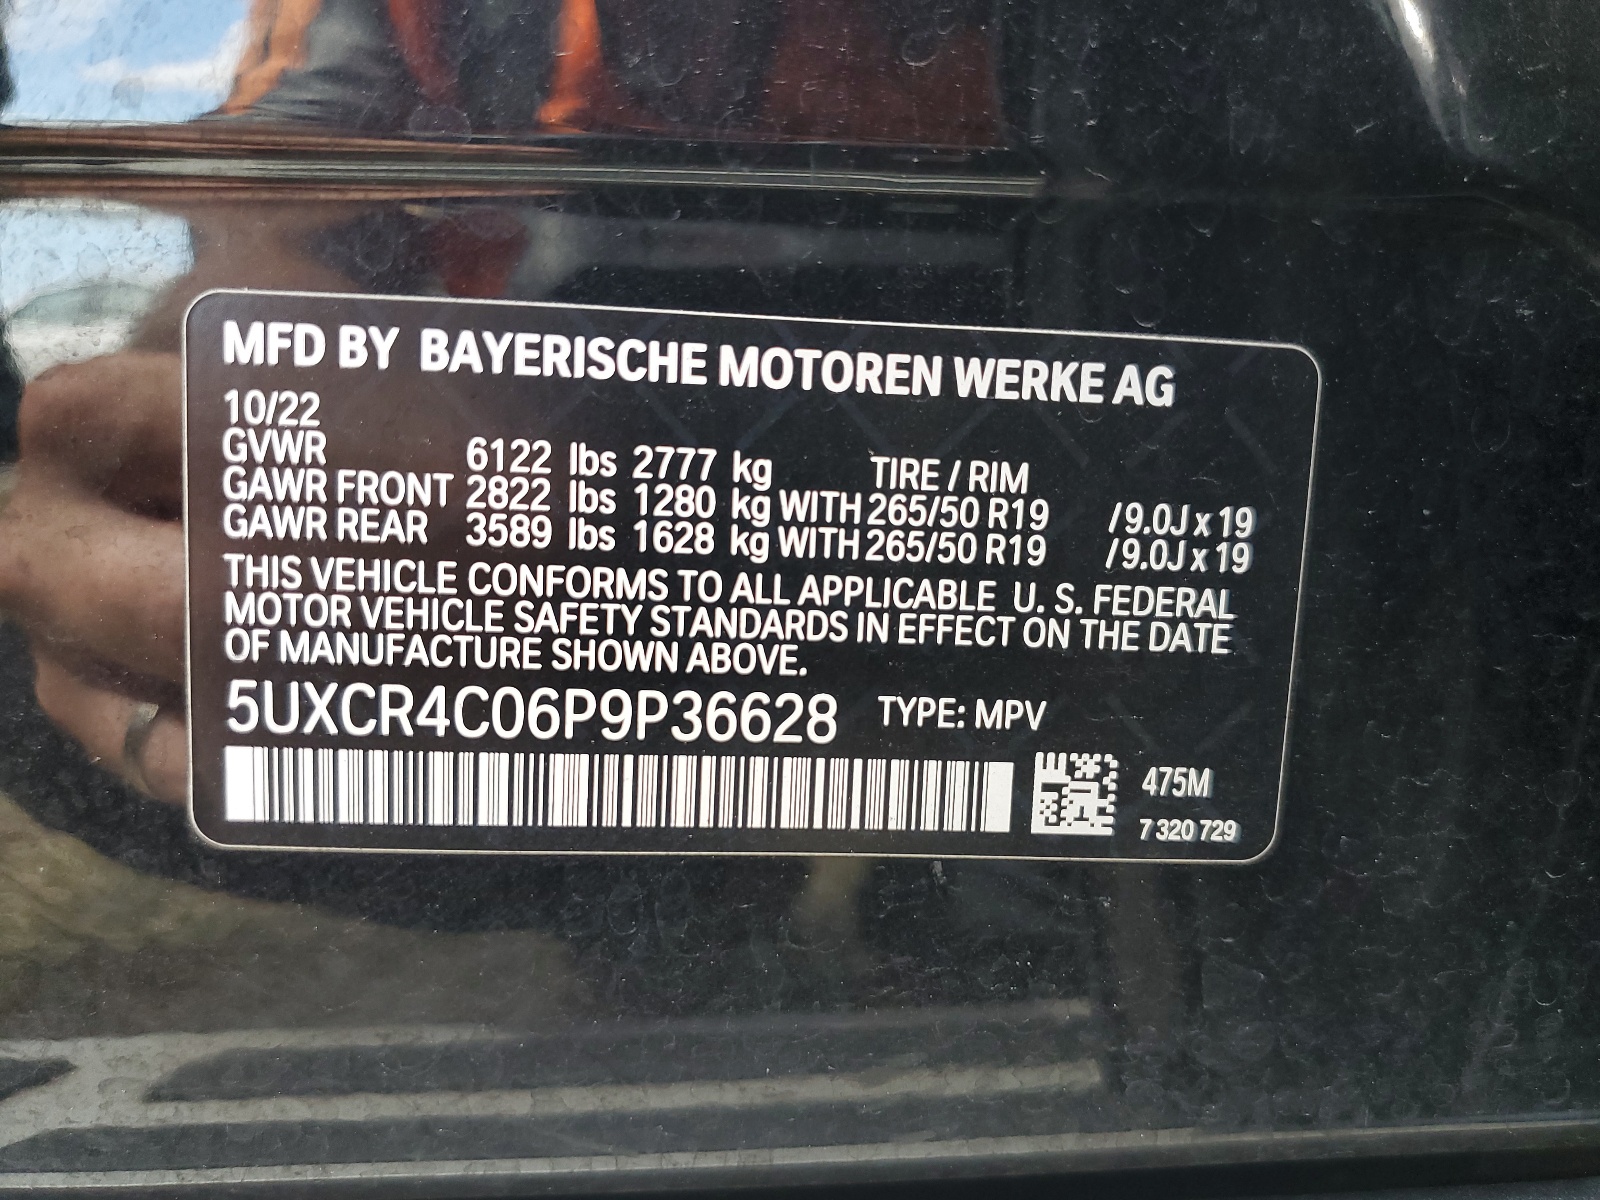 MFD BY BAYERISCHE MOTOREN WERKE AG
10/22
GVWR 6122 lbs 2777 kg TIRE / RIM
GAWR FRONT 2822 lbs 1280 kg WITH 265/50 R19 /9.0J x 19
GAWR REAR 3589 lbs 1628 kg WITH 265/50 R19 /9.0J x 19
THIS VEHICLE CONFORMS TO ALL APPLICABLE U. S. FEDERAL
MOTOR VEHICLE SAFETY STANDARDS IN EFFECT ON THE DATE
OF MANUFACTURE SHOWN ABOVE.
5UXCR4C06P9P36628 TYPE: MPV
475M
7 320 729